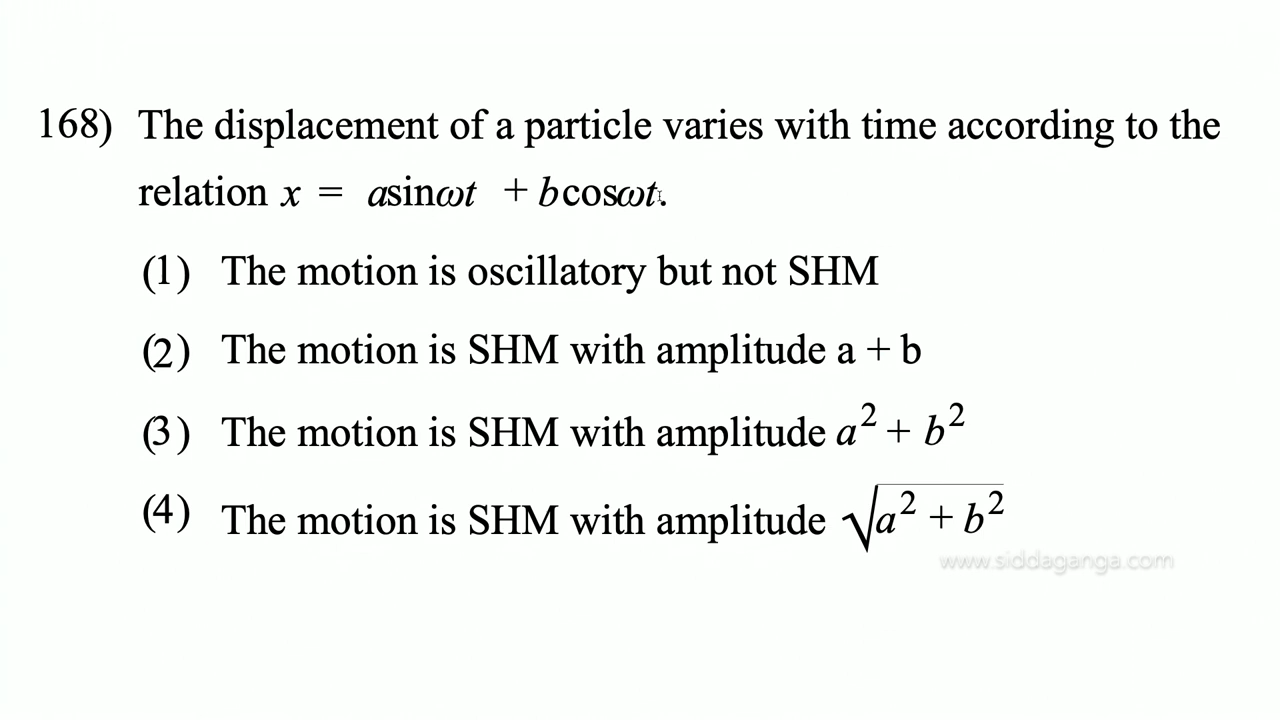 168) The displacement of a particle varies with time according to the
relation x = asinωt + bcosωt.
(1) The motion is oscillatory but not SHM
(2) The motion is SHM with amplitude a + b
(3) The motion is SHM with amplitude a² + b²
(4) The motion is SHM with amplitude √(a² + b²)
www.siddaganga.com